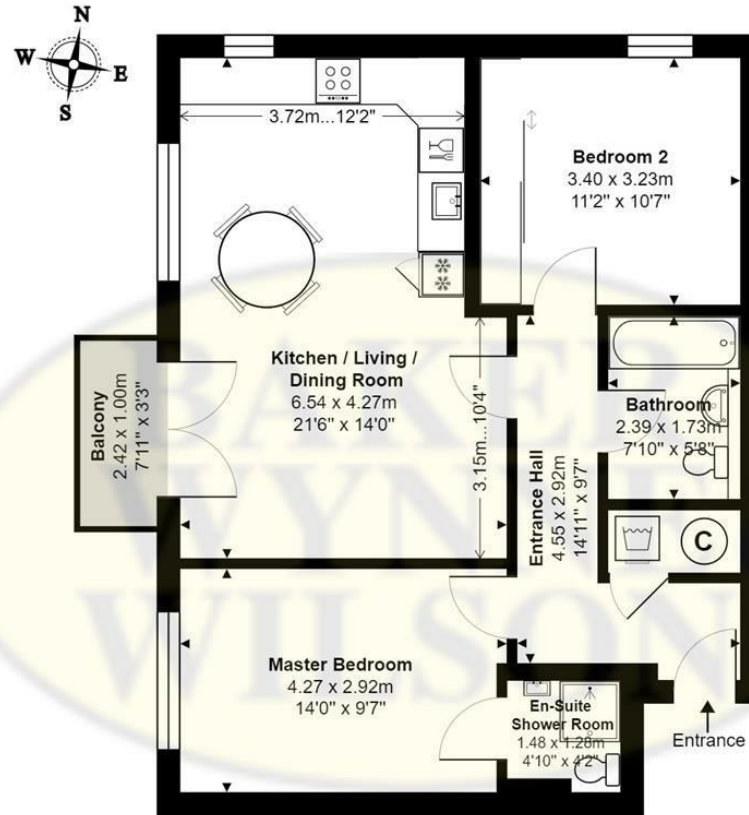 N
W
E
S
3.72m...12'2"
Bedroom 2
3.40 x 3.23m
11'2" x 10'7"
Kitchen / Living /
Dining Room
6.54 x 4.27m
21'6" x 14'0"
3.15m...10'4"
Balcony
2.42 x 1.00m
7'11" x 3'3"
Entrance Hall
4.55 x 2.92m
14'11" x 9'7"
Bathroom
2.39 x 1.73m
7'10" x 5'8"
C
Master Bedroom
4.27 x 2.92m
14'0" x 9'7"
En-Suite
Shower Room
1.48 x 1.28m
4'10" x 4'2"
Entrance
BAKER
WYNNE
WILSON